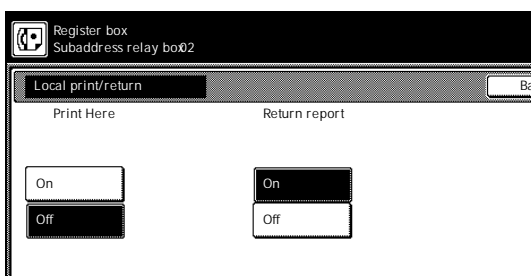 Register box
Subaddress relay box02
Local print/return
Print Here Return report
On On
Off Off